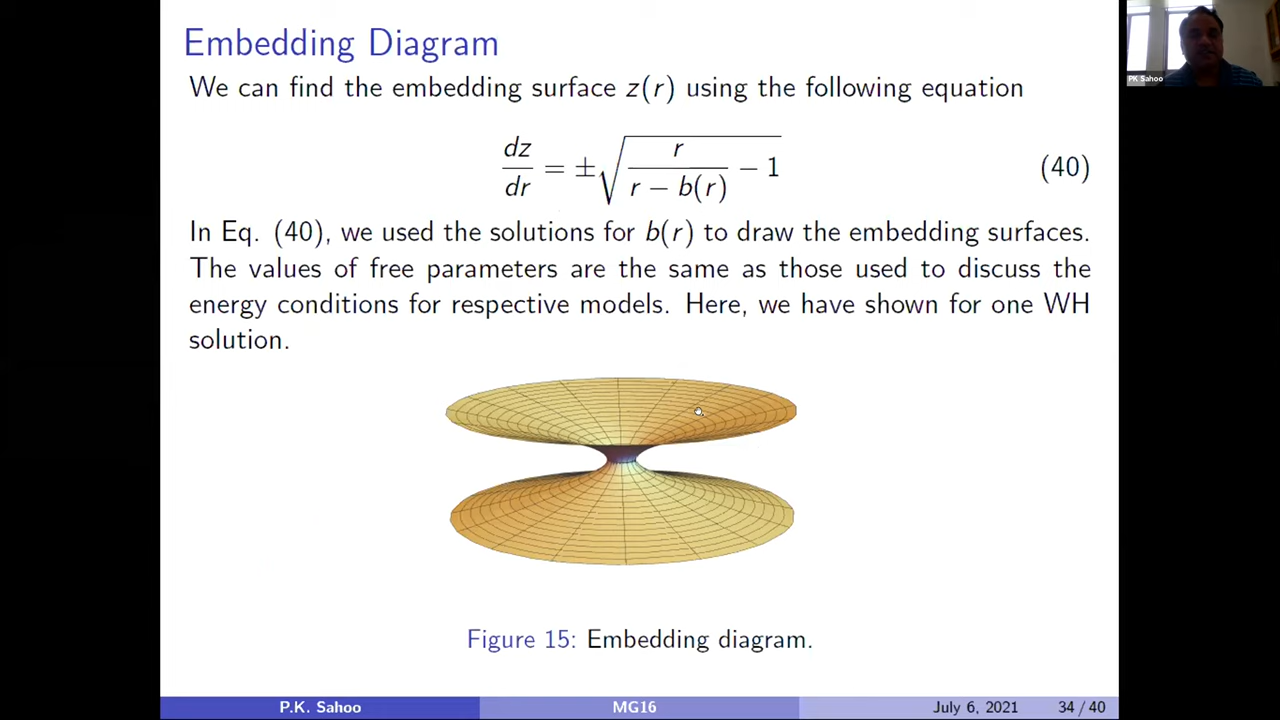 Embedding Diagram
PK Sahoo
We can find the embedding surface z(r) using the following equation
dz/dr = ±√(r/(r − b(r)) − 1) (40)
In Eq. (40), we used the solutions for b(r) to draw the embedding surfaces.
The values of free parameters are the same as those used to discuss the
energy conditions for respective models. Here, we have shown for one WH
solution.
Figure 15: Embedding diagram.
P.K. Sahoo MG16 July 6, 2021 34 / 40